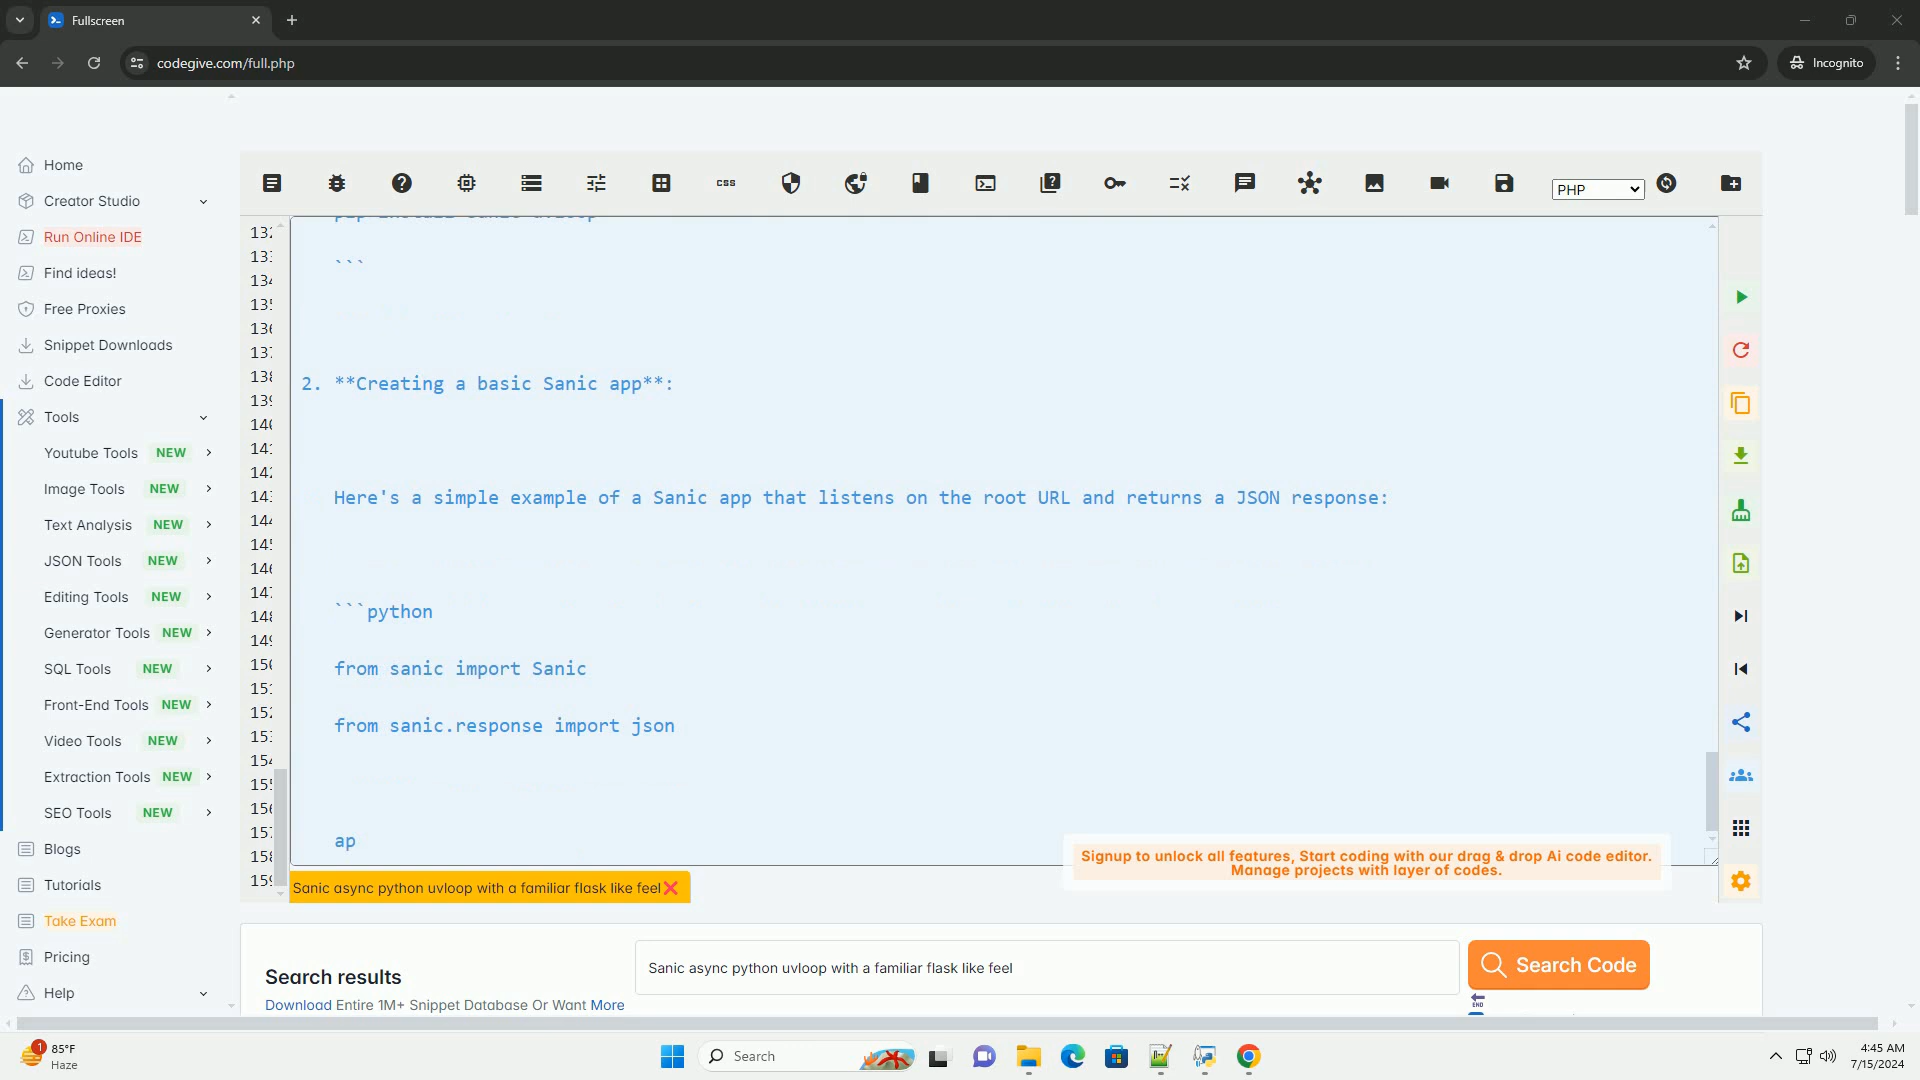 Fullscreen
codegive.com/full.php
Incognito
Home
Creator Studio
Run Online IDE
Find ideas!
Free Proxies
Snippet Downloads
Code Editor
Tools
Youtube Tools NEW
Image Tools NEW
Text Analysis NEW
JSON Tools NEW
Editing Tools NEW
Generator Tools NEW
SQL Tools NEW
Front-End Tools NEW
Video Tools NEW
Extraction Tools NEW
SEO Tools NEW
Blogs
Tutorials
Take Exam
Pricing
Help
css
PHP
```
2. **Creating a basic Sanic app**:
Here's a simple example of a Sanic app that listens on the root URL and returns a JSON response:
```python
from sanic import Sanic
from sanic.response import json
ap
Signup to unlock all features, Start coding with our drag & drop Ai code editor.
Manage projects with layer of codes.
Sanic async python uvloop with a familiar flask like feel
Search results
Download Entire 1M+ Snippet Database Or Want More
Sanic async python uvloop with a familiar flask like feel
Search Code
END
1
85°F
Haze
Search
4:45 AM
7/15/2024